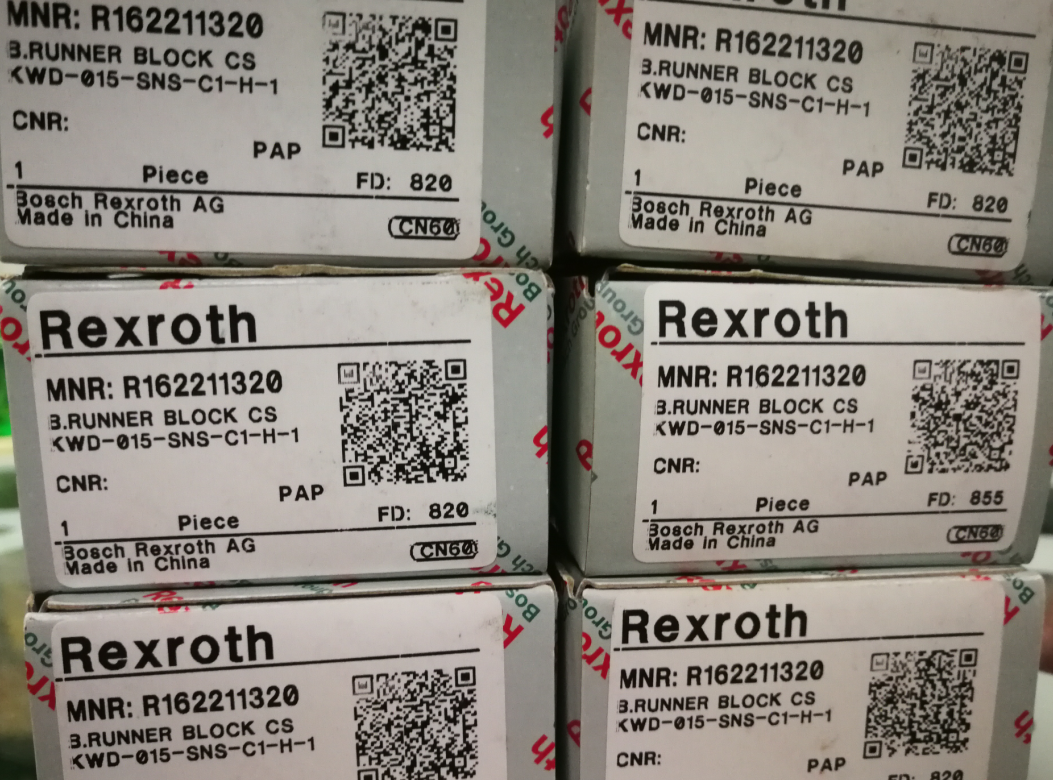 MNR: R162211320
B.RUNNER BLOCK CS
KWD-015-SNS-C1-H-1
CNR:
PAP
1 Piece FD: 820
Bosch Rexroth AG
Made in China
CN60
MNR: R162211320
B.RUNNER BLOCK CS
KWD-015-SNS-C1-H-1
CNR:
PAP
1 Piece FD: 820
Bosch Rexroth AG
Made in China
CN60
Rexroth
MNR: R162211320
B.RUNNER BLOCK CS
KWD-015-SNS-C1-H-1
CNR:
PAP
1 Piece FD: 820
Bosch Rexroth AG
Made in China
CN60
Rexroth
MNR: R162211320
B.RUNNER BLOCK CS
KWD-015-SNS-C1-H-1
CNR:
PAP
1 Piece FD: 855
Bosch Rexroth AG
Made in China
CN60
Rexroth
MNR: R162211320
B.RUNNER BLOCK CS
KWD-015-SNS-C1-H-1
Rexroth
MNR: R162211320
B.RUNNER BLOCK CS
KWD-015-SNS-C1-H-1
CNR:
PAP
FD: 820